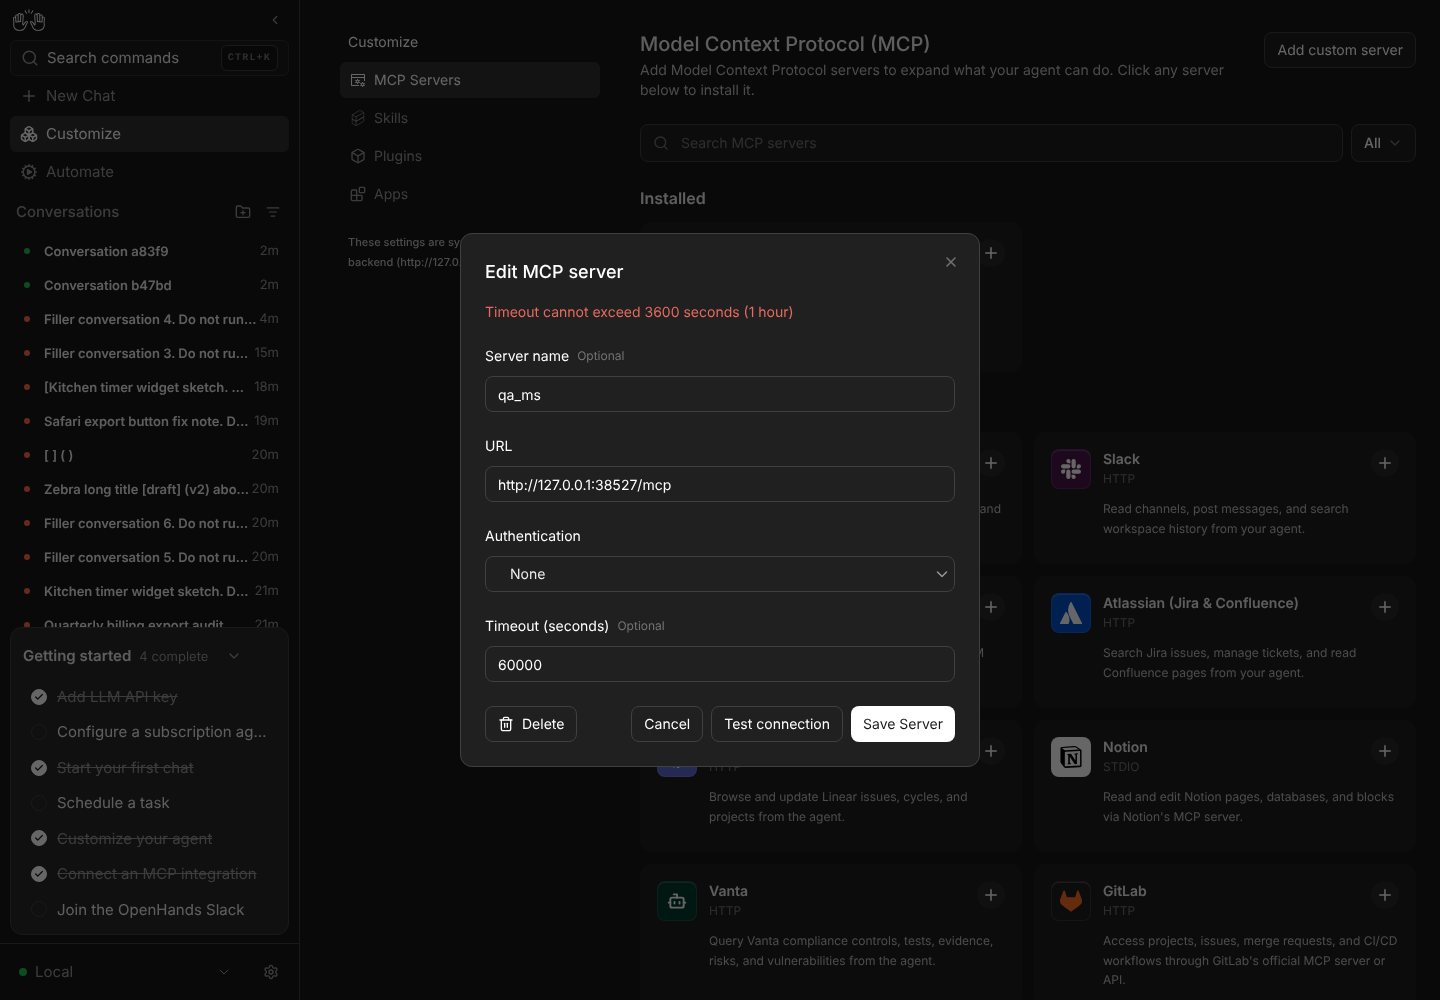 Search commands
CTRL+K
New Chat
Customize
Automate
Conversations
Conversation a83f9 2m
Conversation b47bd 2m
Filler conversation 4. Do not run... 4m
Filler conversation 3. Do not ru... 15m
[Kitchen timer widget sketch. ... 18m
Safari export button fix note. D... 19m
[ ] ( ) 20m
Zebra long title [draft] (v2) abo... 20m
Filler conversation 6. Do not ru... 20m
Filler conversation 5. Do not ru... 20m
Kitchen timer widget sketch. D... 21m
Quarterly billing export audit 21m
Getting started 4 complete
Add LLM API key
Configure a subscription ag...
Start your first chat
Schedule a task
Customize your agent
Connect an MCP integration
Join the OpenHands Slack
Local
Customize
MCP Servers
Skills
Plugins
Apps
These settings are sy
backend (http://127.0.
Model Context Protocol (MCP)
Add Model Context Protocol servers to expand what your agent can do. Click any server
below to install it.
Add custom server
Search MCP servers
All
Installed
Edit MCP server
Timeout cannot exceed 3600 seconds (1 hour)
Server name Optional
qa_ms
URL
http://127.0.0.1:38527/mcp
Authentication
None
Timeout (seconds) Optional
60000
Delete
Cancel
Test connection
Save Server
and
Slack
HTTP
Read channels, post messages, and search
workspace history from your agent.
Atlassian (Jira & Confluence)
HTTP
Search Jira issues, manage tickets, and read
Confluence pages from your agent.
HTTP
Browse and update Linear issues, cycles, and
projects from the agent.
Notion
STDIO
Read and edit Notion pages, databases, and blocks
via Notion's MCP server.
Vanta
HTTP
Query Vanta compliance controls, tests, evidence,
risks, and vulnerabilities from the agent.
GitLab
HTTP
Access projects, issues, merge requests, and CI/CD
workflows through GitLab's official MCP server or
API.